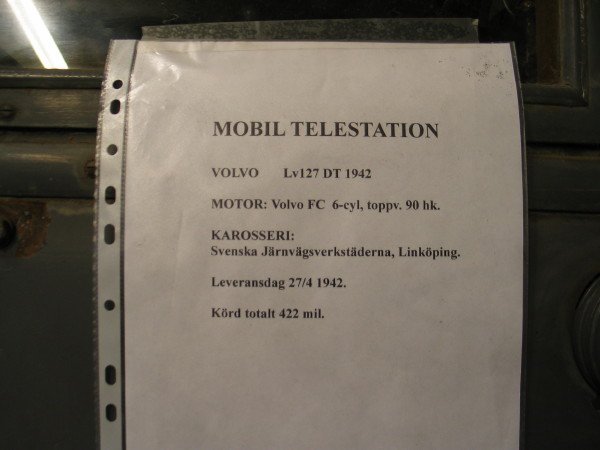 MOBIL TELESTATION
VOLVO Lv127 DT 1942
MOTOR: Volvo FC 6-cyl, toppv. 90 hk.
KAROSSERI:
Svenska Järnvägsverkstäderna, Linköping.
Leveransdag 27/4 1942.
Körd totalt 422 mil.